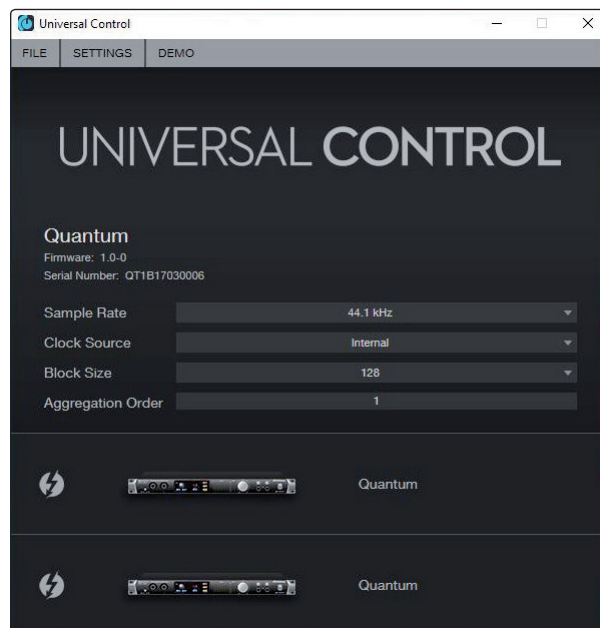 Universal Control
FILE SETTINGS DEMO
UNIVERSAL CONTROL
Quantum
Firmware: 1.0-0
Serial Number: QT1B17030006
Sample Rate 44.1 kHz
Clock Source Internal
Block Size 128
Aggregation Order 1
Quantum
Quantum